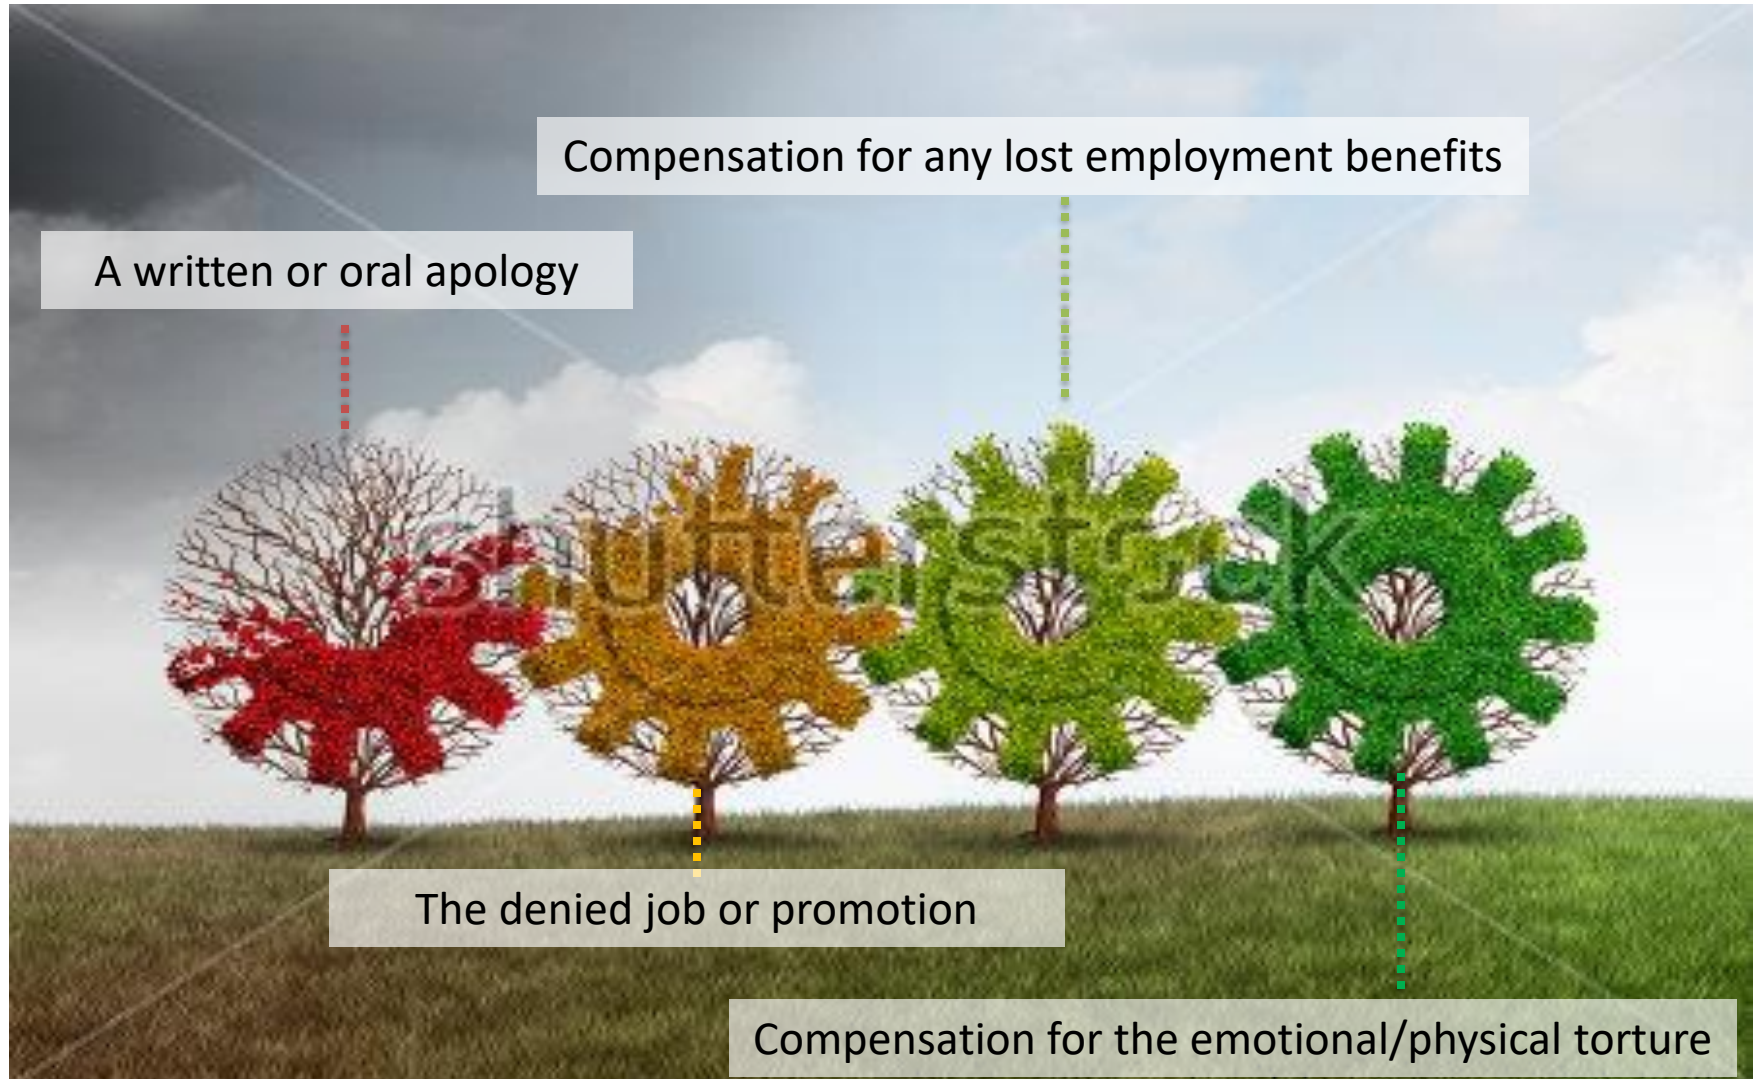 Compensation for any lost employment benefits
A written or oral apology
shutterstock
The denied job or promotion
Compensation for the emotional/physical torture